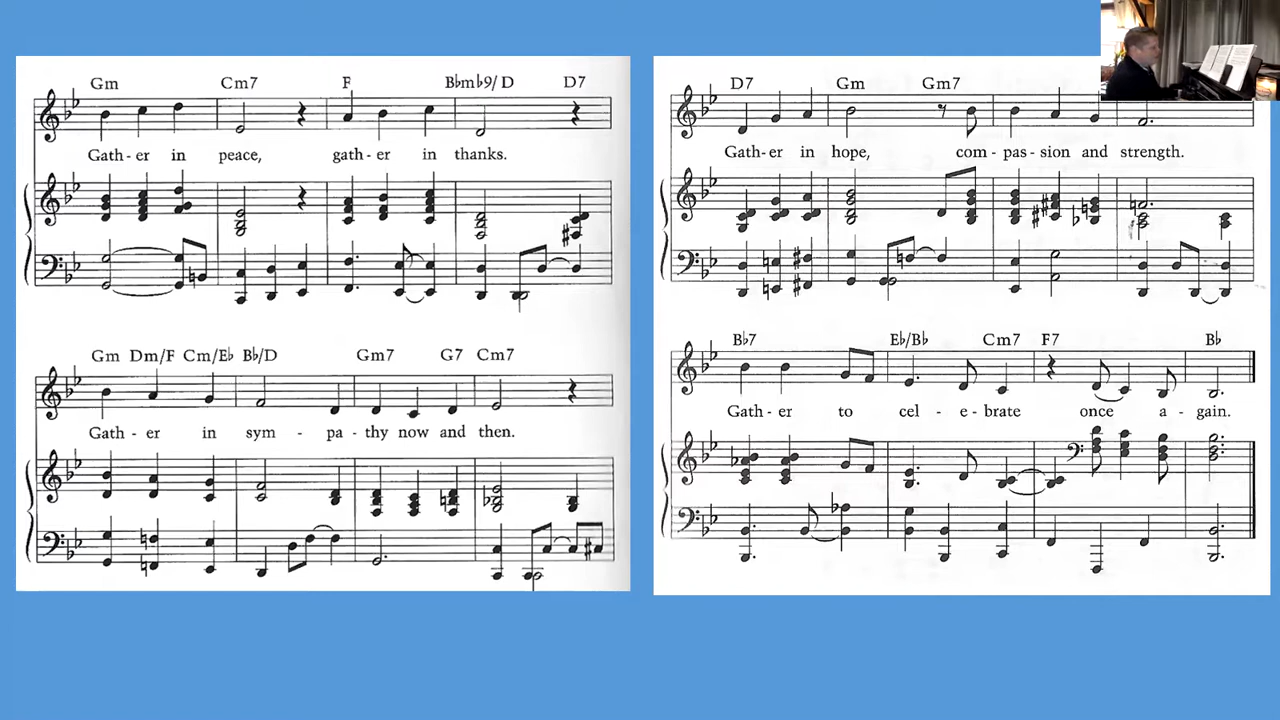 Gm Cm7 F B♭m♭9/ D D7
Gath - er in peace, gath - er in thanks.
Gm Dm/F Cm/E♭ B♭/D Gm7 G7 Cm7
Gath - er in sym - pa - thy now and then.
D7 Gm Gm7
Gath - er in hope, com - pas - sion and strength.
B♭7 E♭/B♭ Cm7 F7 B♭
Gath - er to cel - e - brate once a - gain.